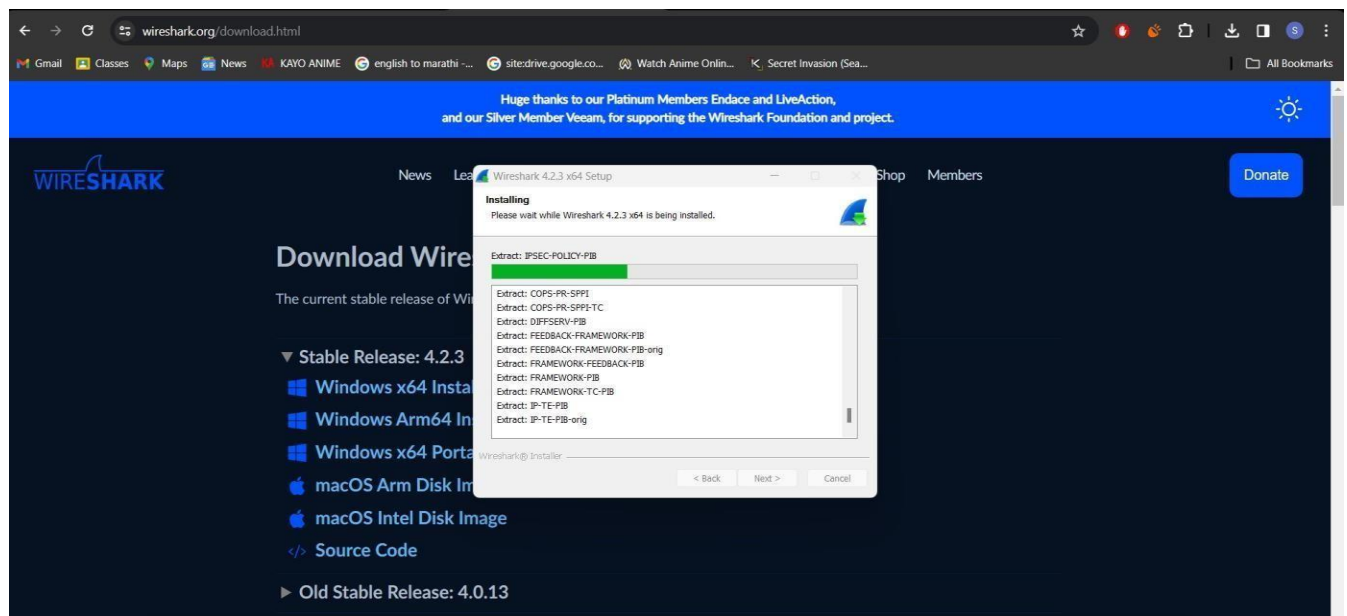 wireshark.org/download.html
S
Gmail Classes Maps News KAYO ANIME english to marathi -... site:drive.google.co... Watch Anime Onlin... Secret Invasion (Sea... All Bookmarks
Huge thanks to our Platinum Members Endace and LiveAction,
and our Silver Member Veeam, for supporting the Wireshark Foundation and project.
WIRESHARK
News Lea Shop Members Donate
Wireshark 4.2.3 x64 Setup
Installing
Please wait while Wireshark 4.2.3 x64 is being installed.
Download Wire
Extract: IPSEC-POLICY-PIB
The current stable release of Wi
Extract: COPS-PR-SPPI
Extract: COPS-PR-SPPI-TC
Extract: DIFFSERV-PIB
Extract: FEEDBACK-FRAMEWORK-PIB
Extract: FEEDBACK-FRAMEWORK-PIB-orig
Extract: FRAMEWORK-FEEDBACK-PIB
Extract: FRAMEWORK-PIB
Extract: FRAMEWORK-TC-PIB
Extract: IP-TE-PIB
Extract: IP-TE-PIB-orig
Wireshark® Installer
< Back Next > Cancel
Stable Release: 4.2.3
Windows x64 Instal
Windows Arm64 In
Windows x64 Porta
macOS Arm Disk Im
macOS Intel Disk Image
Source Code
Old Stable Release: 4.0.13